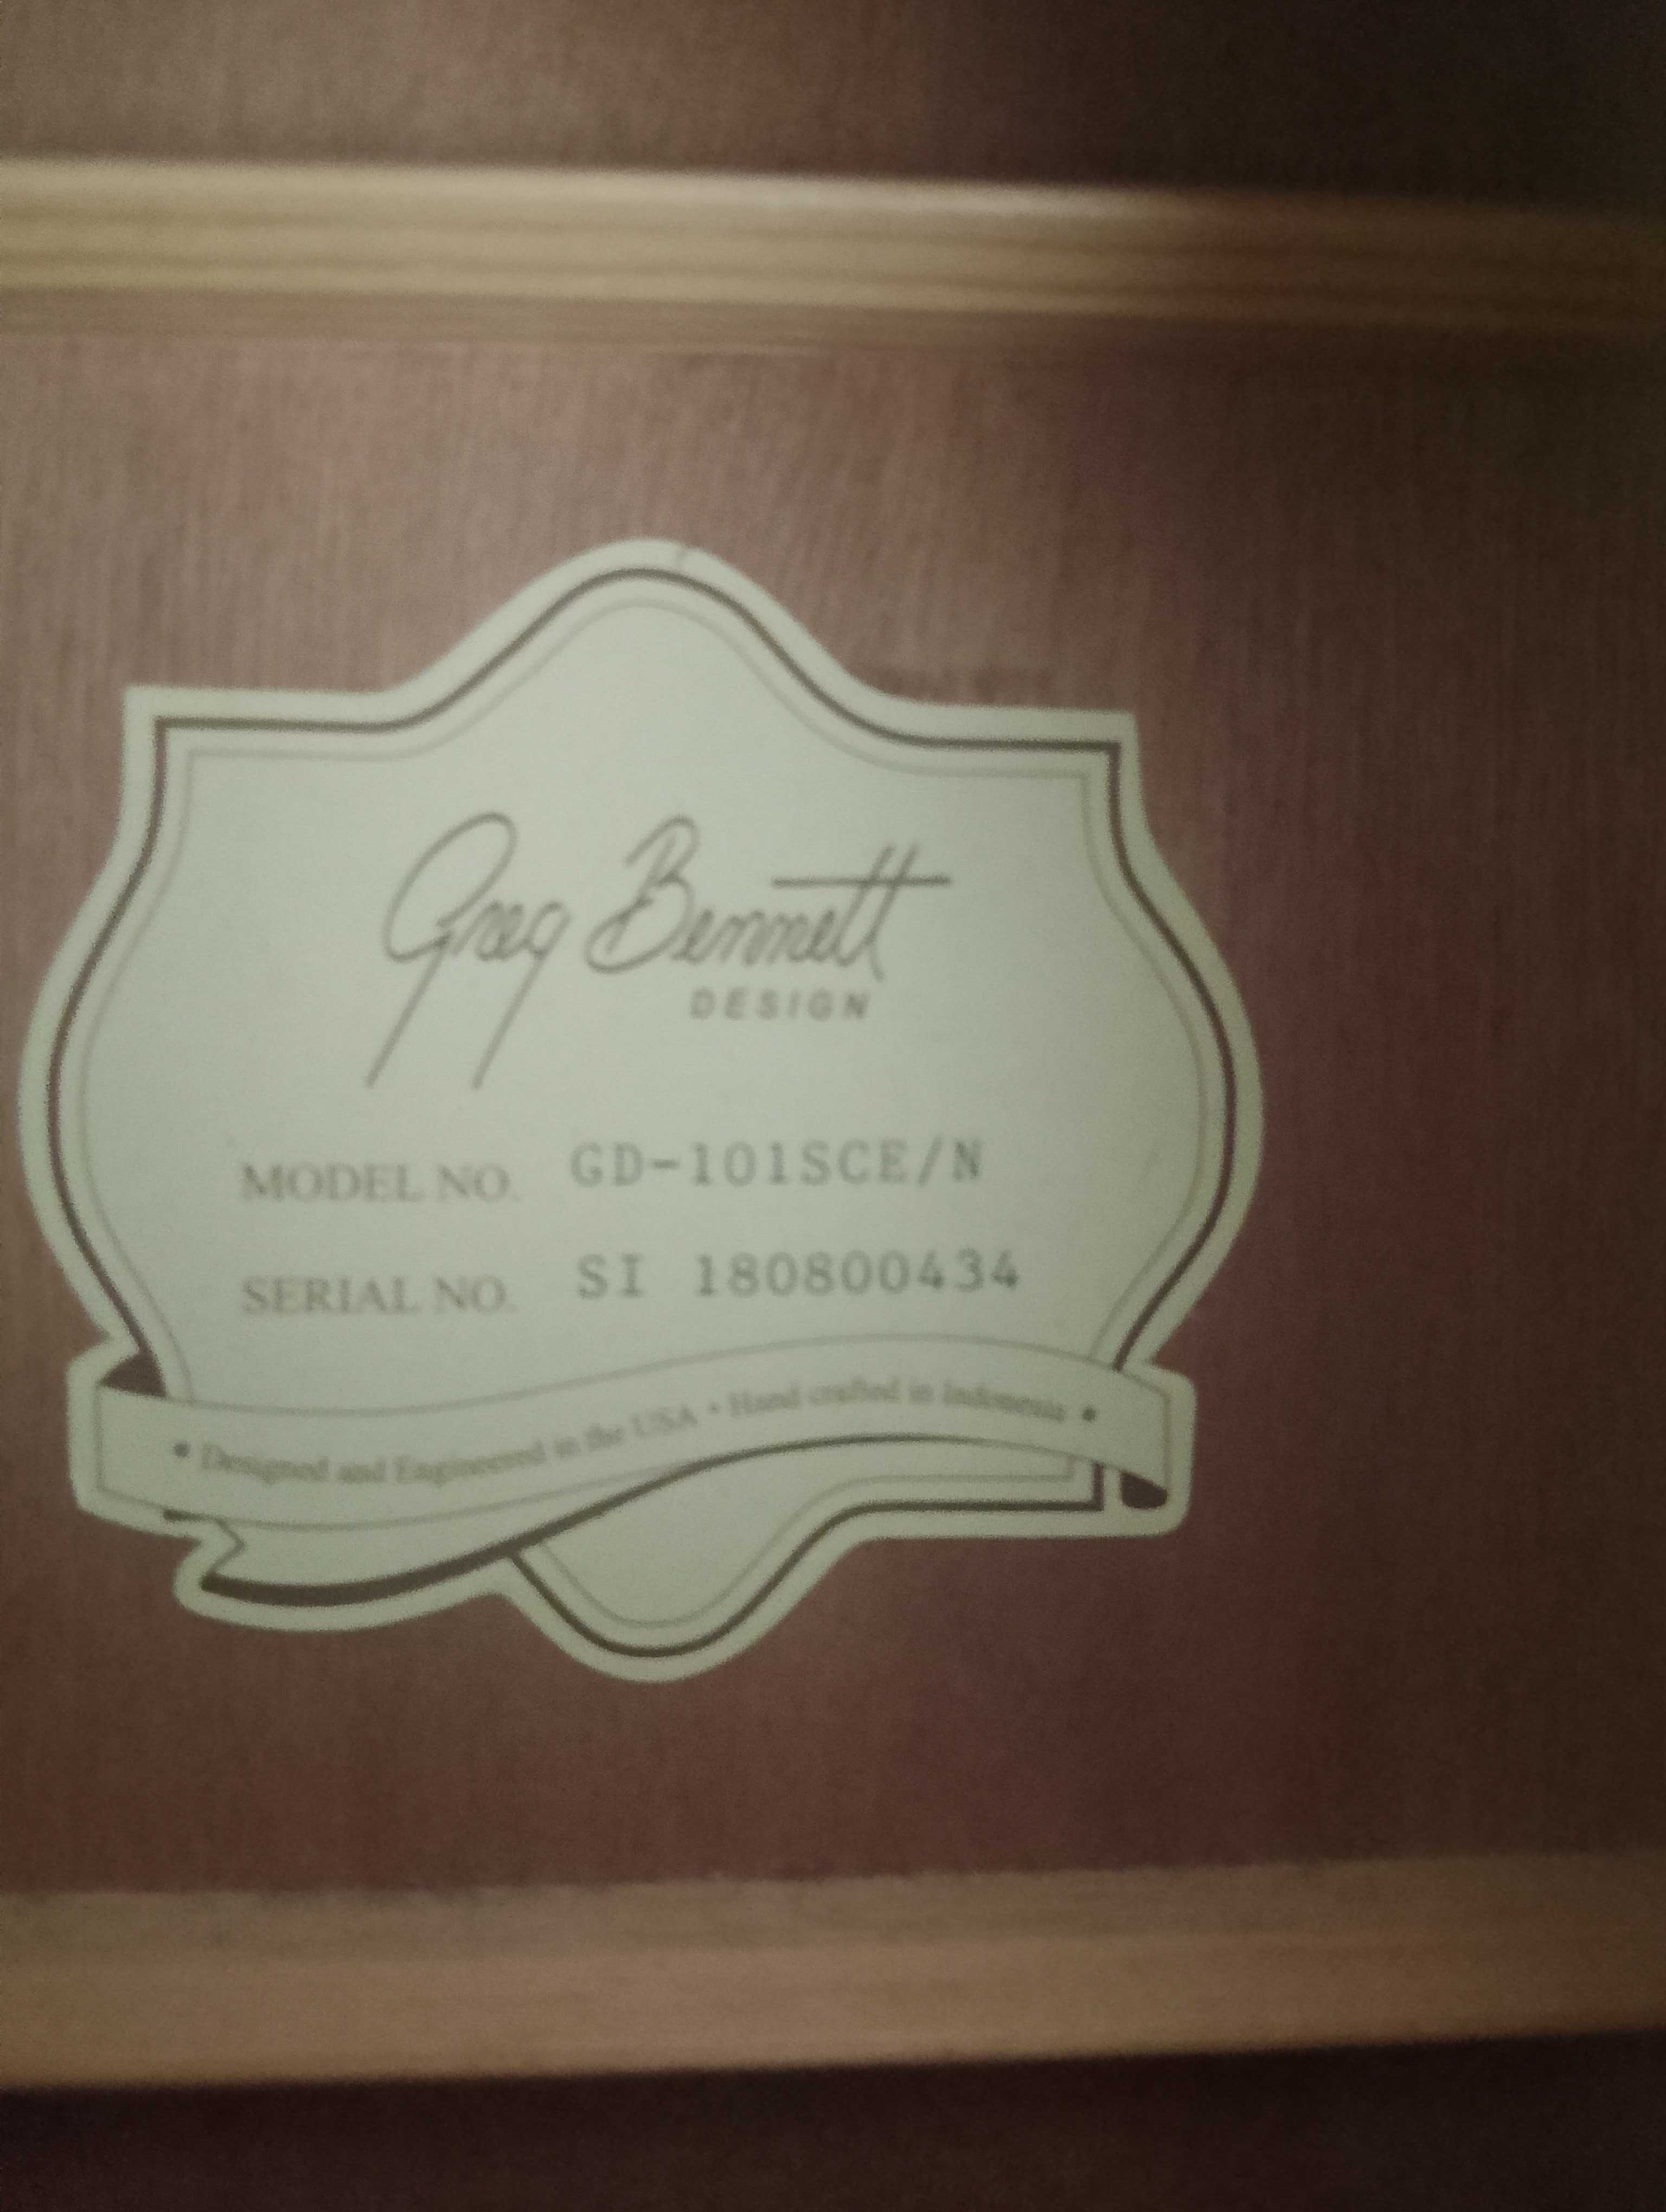 Greg Bennett
DESIGN
MODEL NO. GD-101SCE/N
SERIAL NO. SI 180800434
• Designed and Engineered in the USA • Hand crafted in Indonesia •